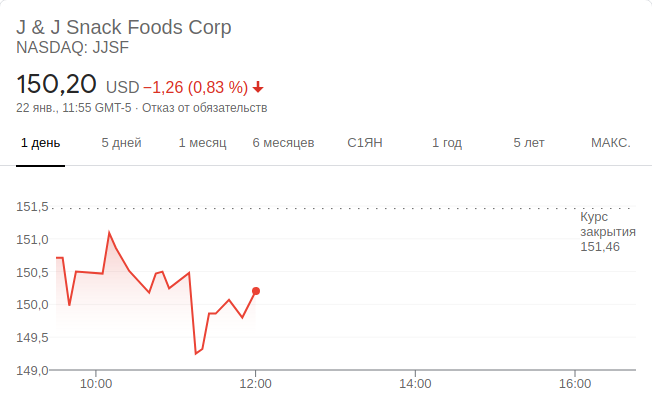 J & J Snack Foods Corp
NASDAQ: JJSF
150,20 USD −1,26 (0,83 %)
22 янв., 11:55 GMT-5 · Отказ от обязательств
1 день 5 дней 1 месяц 6 месяцев С1ЯН 1 год 5 лет МАКС.
151,5
Курс
закрытия
151,46
151,0
150,5
150,0
149,5
149,0
10:00 12:00 14:00 16:00